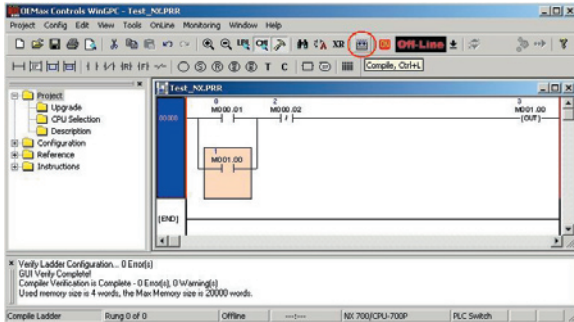 OEMax Controls WinGPC - Test_NX.PRR
Project Config Edit View Tools OnLine Monitoring Window Help
XR Off-Line
T C Compile, Ctrl+L
Project
Upgrade
CPU Selection
Description
Configuration
Reference
Instructions
Test_NX.PRR
0 2 3
M000.01 M000.02 M001.00
00000 (OUT)
1
M001.00
[END]
Verify Ladder Configuration... 0 Error(s)
GUI Verify Complete!
Compiler Verification is Complete - 0 Error(s), 0 Warning(s)
Used memory size is 4 words, the Max Memory size is 20000 words.
Compile Ladder Rung 0 of 0 Offline NX 700/CPU-700P PLC Switch